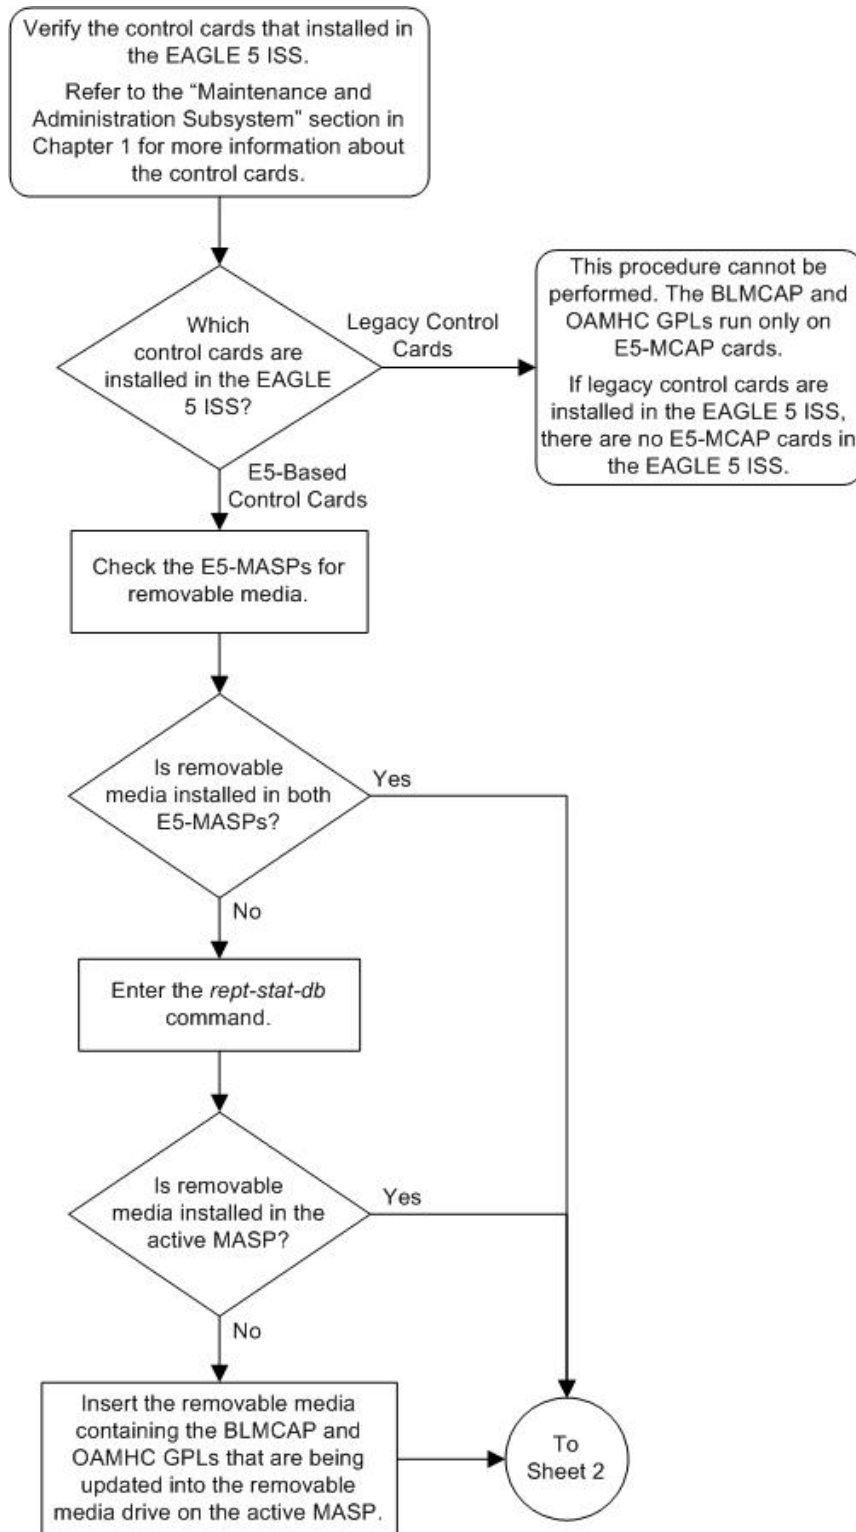 Verify the control cards that installed in
the EAGLE 5 ISS.
Refer to the “Maintenance and
Administration Subsystem” section in
Chapter 1 for more information about
the control cards.
Which
control cards are
installed in the EAGLE
5 ISS?
Legacy Control
Cards
This procedure cannot be
performed. The BLMCAP and
OAMHC GPLs run only on
E5-MCAP cards.
If legacy control cards are
installed in the EAGLE 5 ISS,
there are no E5-MCAP cards in
the EAGLE 5 ISS.
E5-Based
Control Cards
Check the E5-MASPs for
removable media.
Is removable
media installed in both
E5-MASPs?
Yes
No
Enter the rept-stat-db
command.
Is removable
media installed in the
active MASP?
Yes
No
Insert the removable media
containing the BLMCAP and
OAMHC GPLs that are being
updated into the removable
media drive on the active MASP.
To
Sheet 2